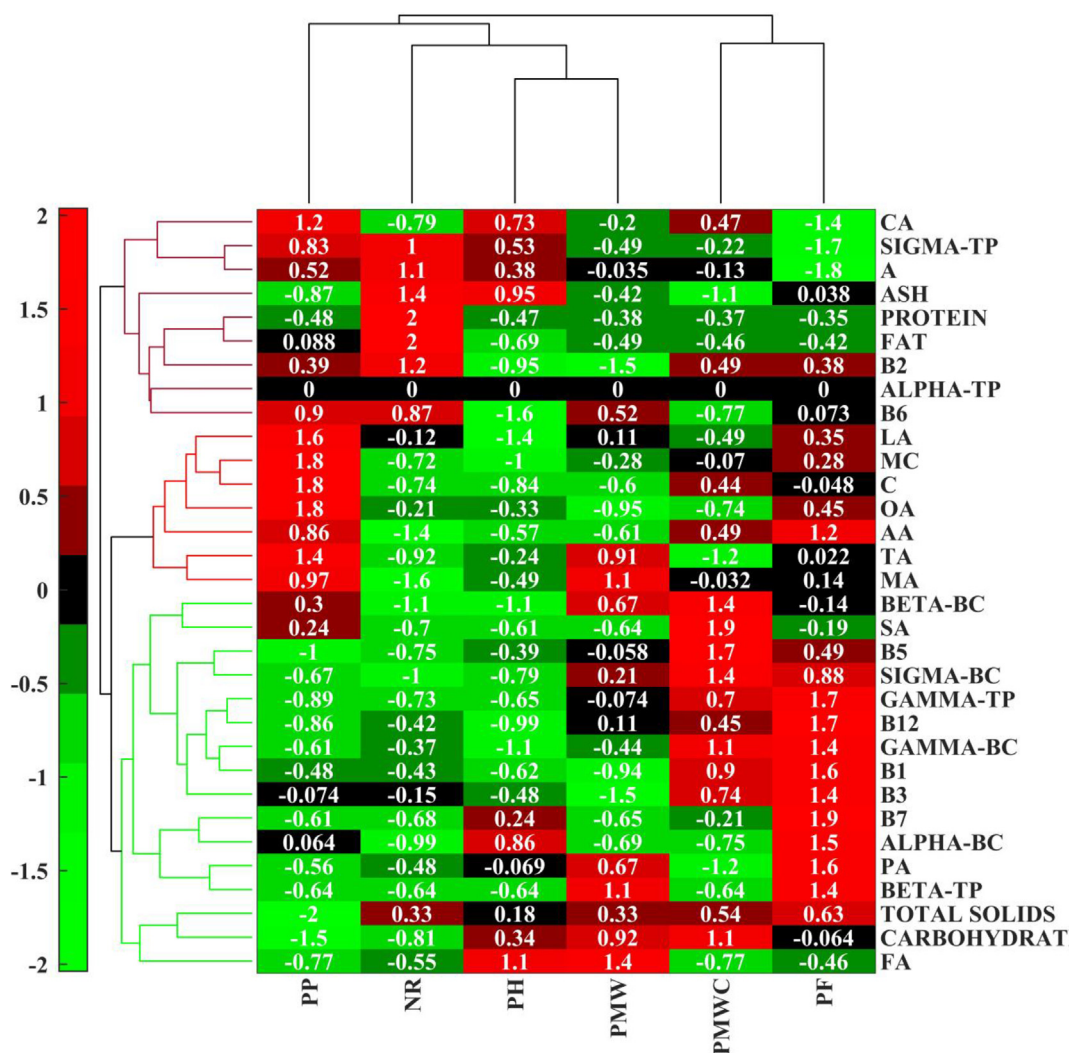 2
1.5
1
0.5
0
-0.5
-1
-1.5
-2
1.2 -0.79 0.73 -0.2 0.47 -1.4 CA
0.83 1 0.53 -0.49 -0.22 -1.7 SIGMA-TP
0.52 1.1 0.38 -0.035 -0.13 -1.8 A
-0.87 1.4 0.95 -0.42 -1.1 0.038 ASH
-0.48 2 -0.47 -0.38 -0.37 -0.35 PROTEIN
0.088 2 -0.69 -0.49 -0.46 -0.42 FAT
0.39 1.2 -0.95 -1.5 0.49 0.38 B2
0 0 0 0 0 0 ALPHA-TP
0.9 0.87 -1.6 0.52 -0.77 0.073 B6
1.6 -0.12 -1.4 0.11 -0.49 0.35 LA
1.8 -0.72 -1 -0.28 -0.07 0.28 MC
1.8 -0.74 -0.84 -0.6 0.44 -0.048 C
1.8 -0.21 -0.33 -0.95 -0.74 0.45 OA
0.86 -1.4 -0.57 -0.61 0.49 1.2 AA
1.4 -0.92 -0.24 0.91 -1.2 0.022 TA
0.97 -1.6 -0.49 1.1 -0.032 0.14 MA
0.3 -1.1 -1.1 0.67 1.4 -0.14 BETA-BC
0.24 -0.7 -0.61 -0.64 1.9 -0.19 SA
-1 -0.75 -0.39 -0.058 1.7 0.49 B5
-0.67 -1 -0.79 0.21 1.4 0.88 SIGMA-BC
-0.89 -0.73 -0.65 -0.074 0.7 1.7 GAMMA-TP
-0.86 -0.42 -0.99 0.11 0.45 1.7 B12
-0.61 -0.37 -1.1 -0.44 1.1 1.4 GAMMA-BC
-0.48 -0.43 -0.62 -0.94 0.9 1.6 B1
-0.074 -0.15 -0.48 -1.5 0.74 1.4 B3
-0.61 -0.68 0.24 -0.65 -0.21 1.9 B7
0.064 -0.99 0.86 -0.69 -0.75 1.5 ALPHA-BC
-0.56 -0.48 -0.069 0.67 -1.2 1.6 PA
-0.64 -0.64 -0.64 1.1 -0.64 1.4 BETA-TP
-2 0.33 0.18 0.33 0.54 0.63 TOTAL SOLIDS
-1.5 -0.81 0.34 0.92 1.1 -0.064 CARBOHYDRAT
-0.77 -0.55 1.1 1.4 -0.77 -0.46 FA
PP NR PH PMW PMWC PF